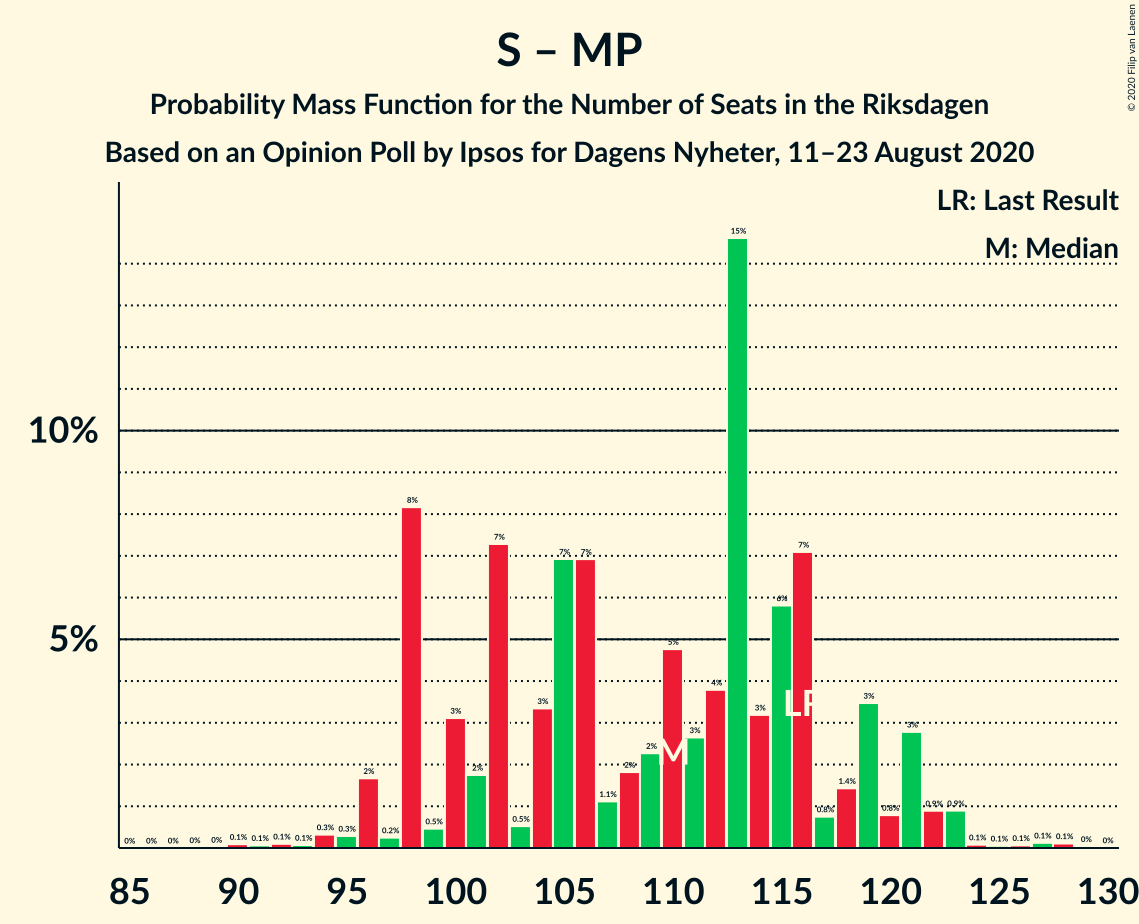 S – MP
Probability Mass Function for the Number of Seats in the Riksdagen
Based on an Opinion Poll by Ipsos for Dagens Nyheter, 11–23 August 2020
© 2020 Filip van Laenen
LR: Last Result
M: Median
10%
5%
0% 0% 0% 0% 0% 0.1% 0.1% 0.1% 0.1% 0.3% 0.3% 2% 0.2% 8% 0.5% 3% 2% 7% 0.5% 3% 7% 7% 1.1% 2% 2% 5% 3% 4% 15% 3% 6% 7% 0.8% 1.4% 3% 0.8% 3% 0.9% 0.9% 0.1% 0.1% 0.1% 0.1% 0.1% 0% 0%
M
LR
85 90 95 100 105 110 115 120 125 130